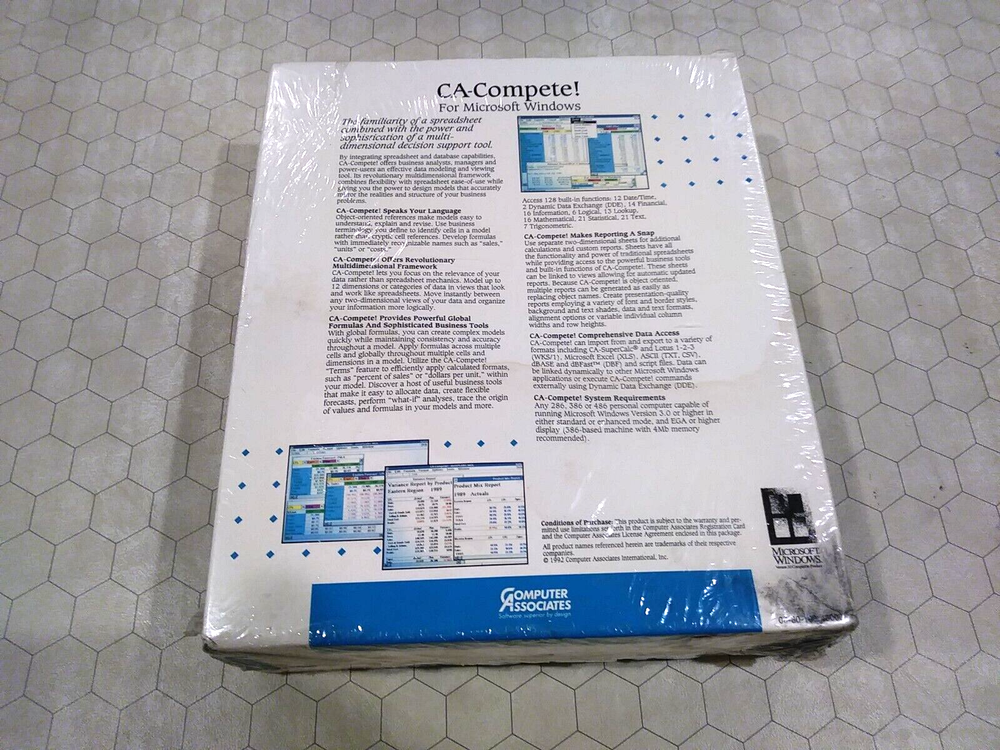 CA-Compete!
For Microsoft Windows
The familiarity of a spreadsheet
combined with the power and
sophistication of a multi-
dimensional decision support tool.
By integrating spreadsheet and database capabilities,
CA-Compete! offers business analysts, managers and
power-users an effective data modeling and viewing
tool. Its revolutionary multidimensional framework
combines flexibility with spreadsheet ease-of-use while
giving you the power to design models that accurately
mirror the realities and structure of your business
problems.
CA-Compete! Speaks Your Language
Object-oriented references make models easy to
understand, explain and revise. Use business
terminology you define to identify cells in a model
rather than cryptic cell references. Develop formulas
with immediately recognizable names such as "sales,"
"units" or "costs."
CA-Compete! Offers Revolutionary
Multidimensional Framework
CA-Compete! lets you focus on the relevance of your
data rather than spreadsheet mechanics. Model up to
12 dimensions or categories of data in views that look
and work like spreadsheets. Move instantly between
any two-dimensional views of your data and organize
your information more logically.
CA-Compete! Provides Powerful Global
Formulas And Sophisticated Business Tools
With global formulas, you can create complex models
quickly while maintaining consistency and accuracy
throughout a model. Apply formulas across multiple
cells and globally throughout multiple cells and
dimensions in a model. Utilize the CA-Compete!
"Terms" feature to efficiently apply calculated formats,
such as "percent of sales" or "dollars per unit," within
your model. Discover a host of useful business tools
that make it easy to allocate data, create flexible
forecasts, perform "what-if" analyses, trace the origin
of values and formulas in your models and more.
Access 128 built-in functions: 12 Date/Time,
2 Dynamic Data Exchange (DDE), 14 Financial,
16 Information, 6 Logical, 13 Lookup,
16 Mathematical, 21 Statistical, 21 Text,
7 Trigonometric.
CA-Compete! Makes Reporting A Snap
Use separate two-dimensional sheets for additional
calculations and custom reports. Sheets have all
the functionality and power of traditional spreadsheets
while providing access to the powerful business tools
and built-in functions of CA-Compete!. These sheets
can be linked to views allowing for automatic updated
reports. Because CA-Compete! is object oriented,
multiple reports can be generated as easily as
replacing object names. Create presentation-quality
reports employing a variety of font and border styles,
background and text shades, data and text formats,
alignment options or variable individual column
widths and row heights.
CA-Compete! Comprehensive Data Access
CA-Compete! can import from and export to a variety of
formats including CA-SuperCalc® and Lotus 1-2-3
(WKS/1), Microsoft Excel (XLS), ASCII (TXT, CSV),
dBASE and dBFast™ (DBF) and script files. Data can
be linked dynamically to other Microsoft Windows
applications or execute CA-Compete! commands
externally using Dynamic Data Exchange (DDE).
CA-Compete! System Requirements
Any 286, 386 or 486 personal computer capable of
running Microsoft Windows Version 3.0 or higher in
either standard or enhanced mode, and EGA or higher
display (386-based machine with 4Mb memory
recommended).
Variance Report by Product
Eastern Region 1989
Product Mix Report
1989 Actuals
Conditions of Purchase: This product is subject to the warranty and per-
mitted use limitations set forth in the Computer Associates Registration Card
and the Computer Associates License Agreement enclosed in this package.
All product names referenced herein are trademarks of their respective
companies.
© 1992 Computer Associates International, Inc.
MICROSOFT
WINDOWS
COMPUTER
ASSOCIATES
Software superior by design